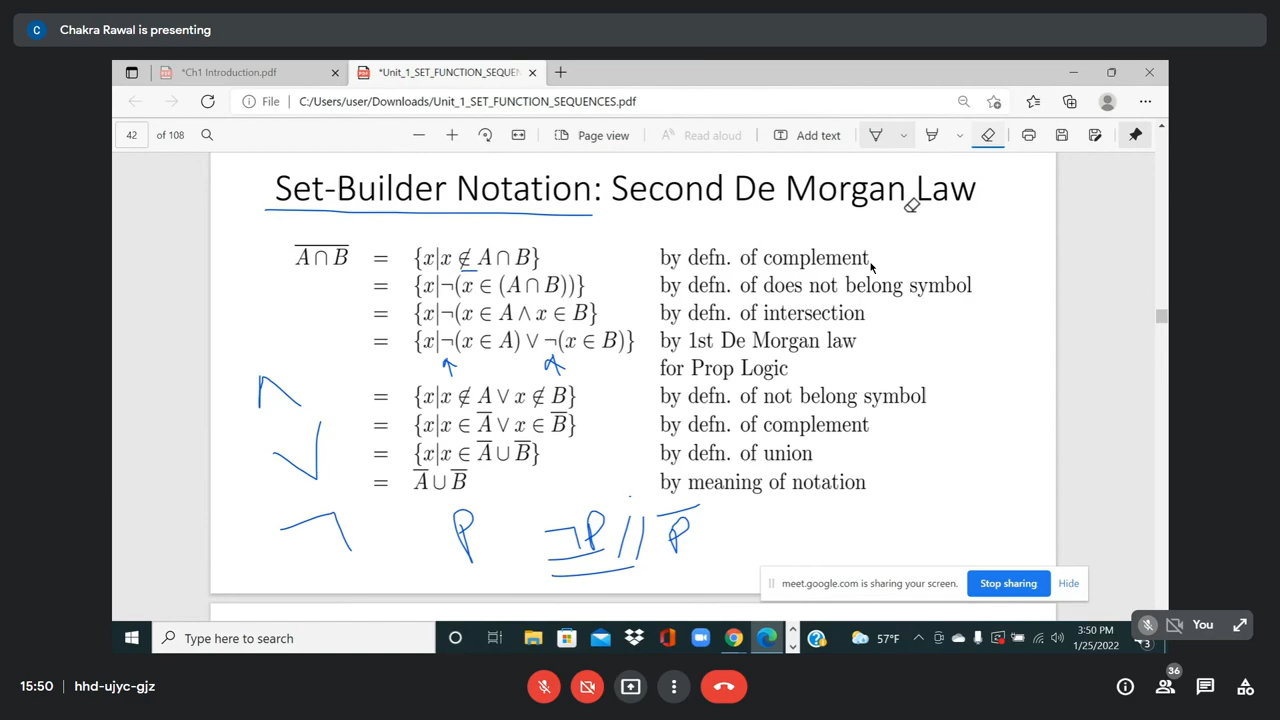 C Chakra Rawal is presenting
*Ch1 Introduction.pdf
*Unit_1_SET_FUNCTION_SEQUEN
File C:/Users/user/Downloads/Unit_1_SET_FUNCTION_SEQUENCES.pdf
42 of 108 Page view Read aloud Add text
Set-Builder Notation: Second De Morgan Law
A̅ ̅∩̅ ̅B̅ = {x|x ∉ A ∩ B} by defn. of complement
= {x|¬(x ∈ (A ∩ B))} by defn. of does not belong symbol
= {x|¬(x ∈ A ∧ x ∈ B} by defn. of intersection
= {x|¬(x ∈ A) ∨ ¬(x ∈ B)} by 1st De Morgan law
for Prop Logic
= {x|x ∉ A ∨ x ∉ B} by defn. of not belong symbol
= {x|x ∈ A̅ ∨ x ∈ B̅} by defn. of complement
= {x|x ∈ A̅ ∪ B̅} by defn. of union
= A̅ ∪ B̅ by meaning of notation
∧
∨
¬ P ¬P // P̅
meet.google.com is sharing your screen. Stop sharing Hide
Type here to search 57°F 3:50 PM
1/25/2022 3
You
15:50 hhd-ujyc-gjz 36